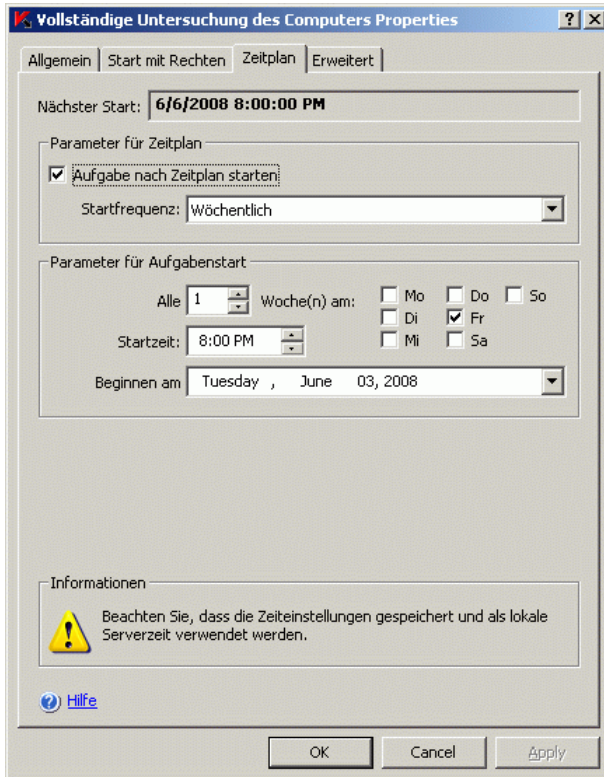 Vollständige Untersuchung des Computers Properties
Allgemein Start mit Rechten Zeitplan Erweitert
Nächster Start: 6/6/2008 8:00:00 PM
Parameter für Zeitplan
Aufgabe nach Zeitplan starten
Startfrequenz: Wöchentlich
Parameter für Aufgabenstart
Alle 1 Woche(n) am: Mo Do So
Di Fr
Startzeit: 8:00 PM Mi Sa
Beginnen am Tuesday , June 03, 2008
Informationen
Beachten Sie, dass die Zeiteinstellungen gespeichert und als lokale
Serverzeit verwendet werden.
Hilfe
OK Cancel Apply